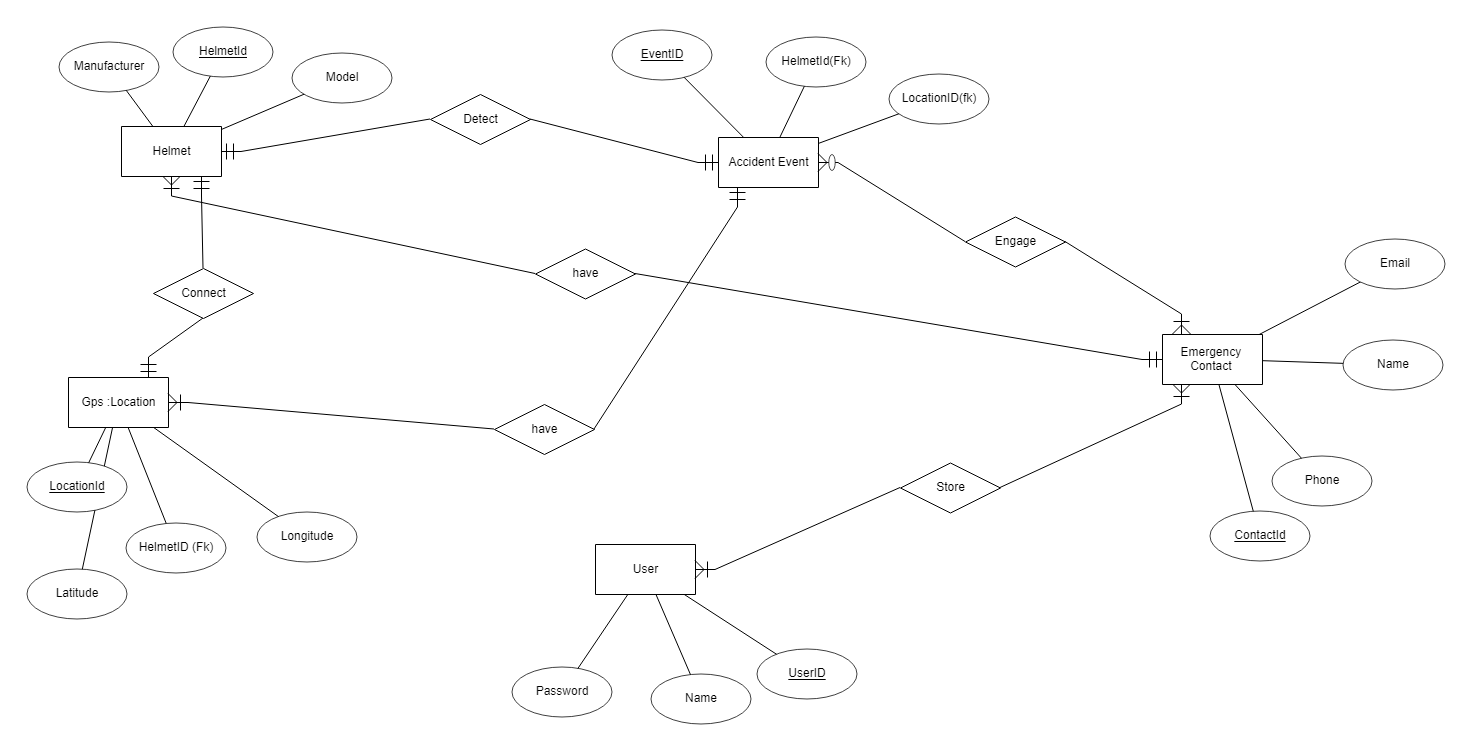 HelmetId
Manufacturer
Model
EventID
HelmetId(Fk)
LocationID(fk)
Detect
Helmet
Accident Event
Engage
have
Connect
Email
Emergency
Contact
Name
Gps :Location
have
LocationId
Store
Phone
Longitude
HelmetID (Fk)
ContactId
User
Latitude
Password
Name
UserID